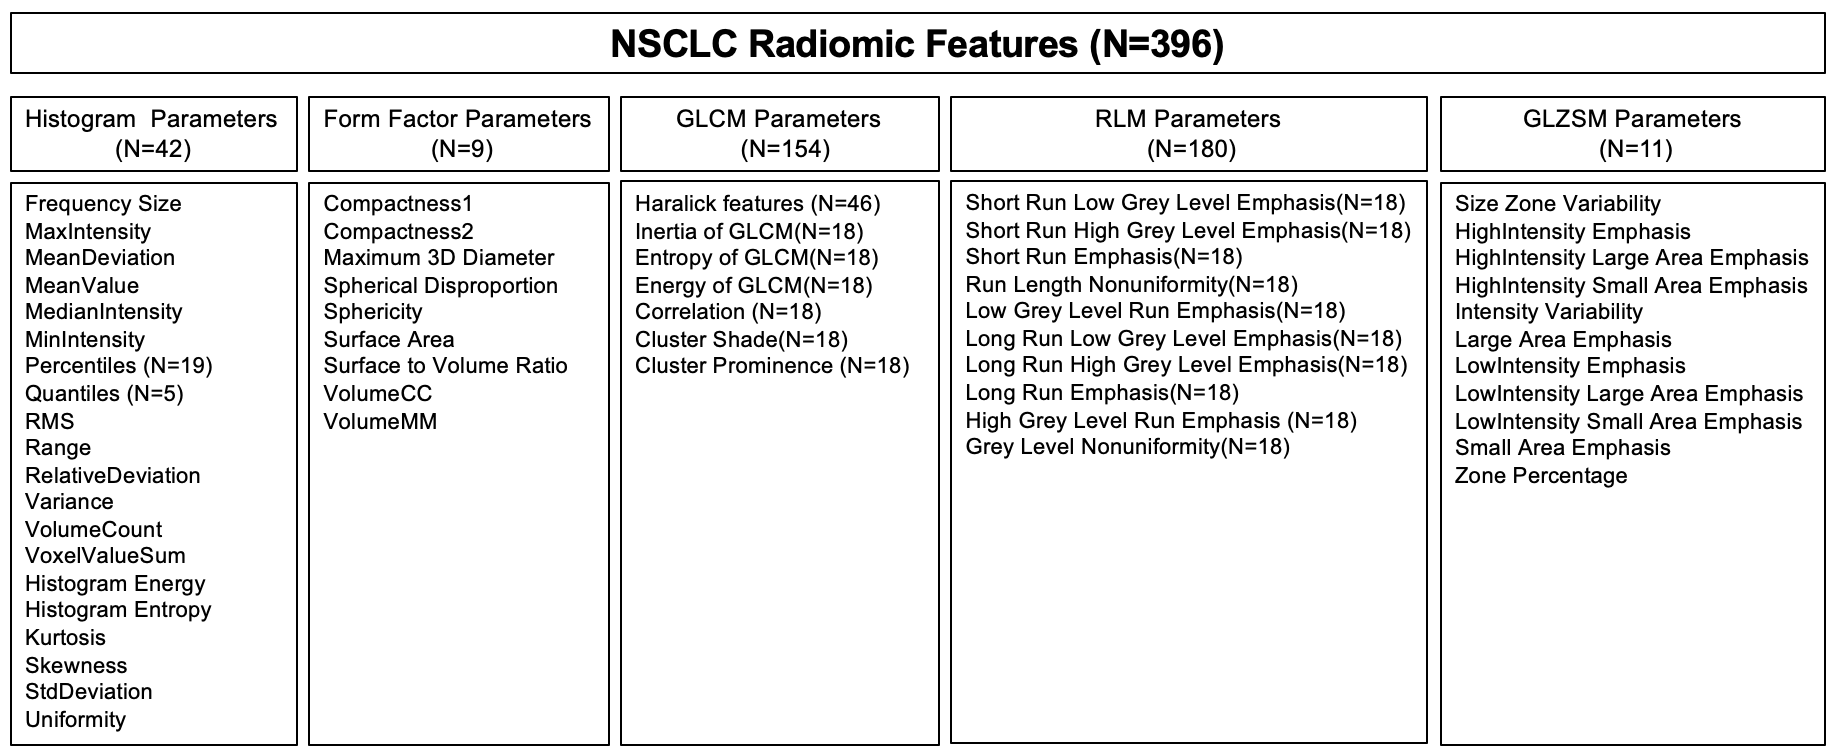 NSCLC Radiomic Features (N=396)
Histogram Parameters
(N=42)
Frequency Size
MaxIntensity
MeanDeviation
MeanValue
MedianIntensity
MinIntensity
Percentiles (N=19)
Quantiles (N=5)
RMS
Range
RelativeDeviation
Variance
VolumeCount
VoxelValueSum
Histogram Energy
Histogram Entropy
Kurtosis
Skewness
StdDeviation
Uniformity
Form Factor Parameters
(N=9)
Compactness1
Compactness2
Maximum 3D Diameter
Spherical Disproportion
Sphericity
Surface Area
Surface to Volume Ratio
VolumeCC
VolumeMM
GLCM Parameters
(N=154)
Haralick features (N=46)
Inertia of GLCM(N=18)
Entropy of GLCM(N=18)
Energy of GLCM(N=18)
Correlation (N=18)
Cluster Shade(N=18)
Cluster Prominence (N=18)
RLM Parameters
(N=180)
Short Run Low Grey Level Emphasis(N=18)
Short Run High Grey Level Emphasis(N=18)
Short Run Emphasis(N=18)
Run Length Nonuniformity(N=18)
Low Grey Level Run Emphasis(N=18)
Long Run Low Grey Level Emphasis(N=18)
Long Run High Grey Level Emphasis(N=18)
Long Run Emphasis(N=18)
High Grey Level Run Emphasis (N=18)
Grey Level Nonuniformity(N=18)
GLZSM Parameters
(N=11)
Size Zone Variability
HighIntensity Emphasis
HighIntensity Large Area Emphasis
HighIntensity Small Area Emphasis
Intensity Variability
Large Area Emphasis
LowIntensity Emphasis
LowIntensity Large Area Emphasis
LowIntensity Small Area Emphasis
Small Area Emphasis
Zone Percentage